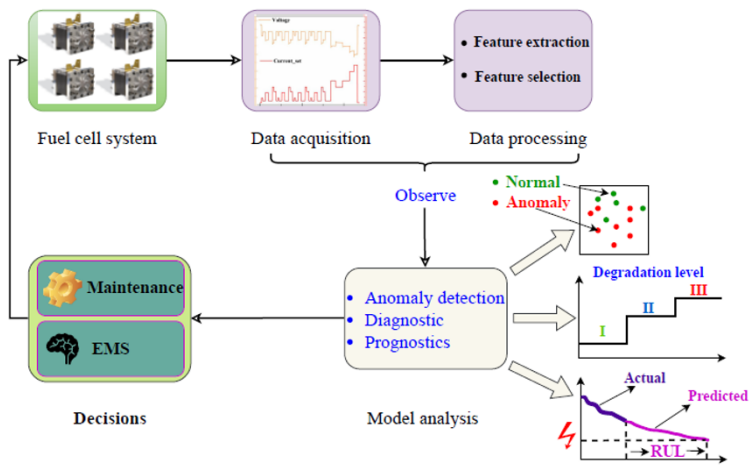 Voltage
Current_set
Feature extraction
Feature selection
Fuel cell system
Data acquisition
Data processing
Observe
Normal
Anomaly
Degradation level
I
II
III
Maintenance
EMS
Anomaly detection
Diagnostic
Prognostics
Actual
Predicted
RUL
Decisions
Model analysis